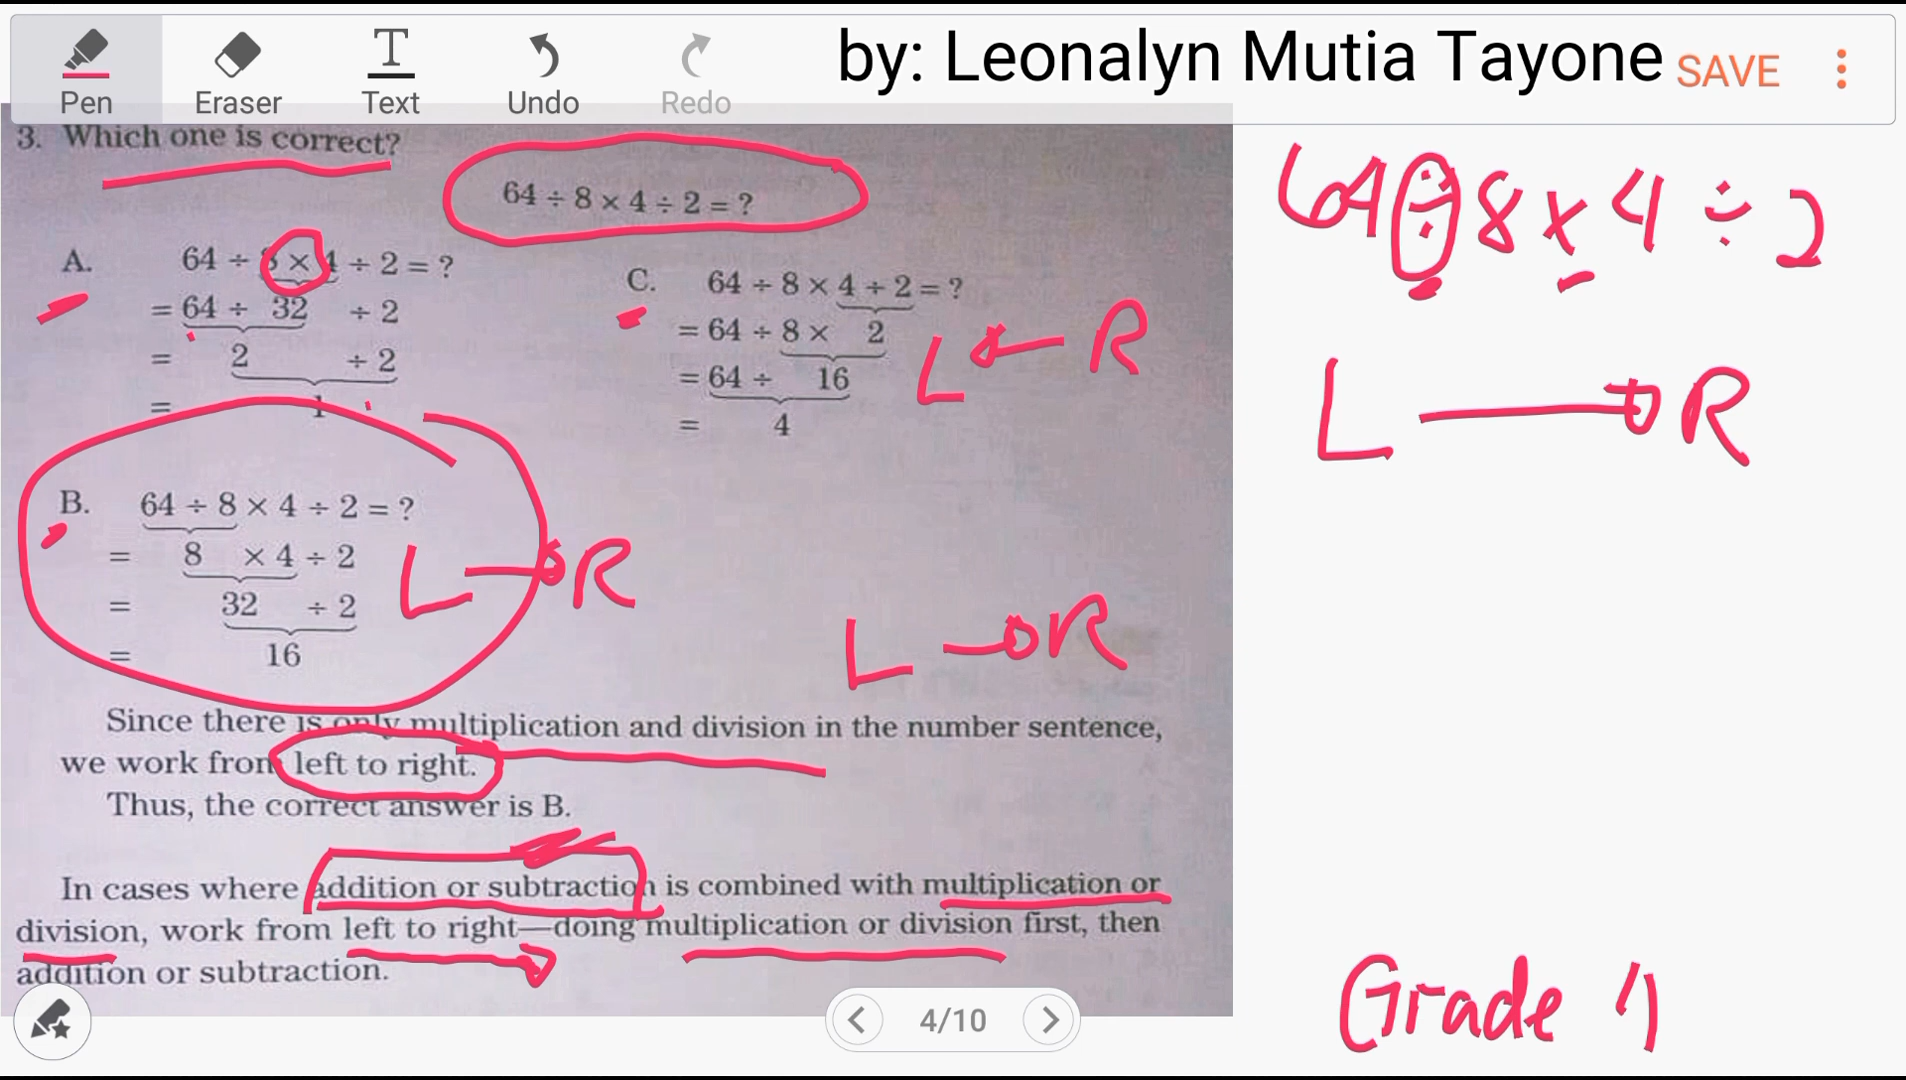 Pen Eraser Text Undo Redo by: Leonalyn Mutia Tayone SAVE
3. Which one is correct?
64 ÷ 8 × 4 ÷ 2 = ?
A. 64 ÷ 8 × 4 ÷ 2 = ?
= 64 ÷ 32 ÷ 2
= 2 ÷ 2
= 1
C. 64 ÷ 8 × 4 ÷ 2 = ?
= 64 ÷ 8 × 2
= 64 ÷ 16
= 4
L R
B. 64 ÷ 8 × 4 ÷ 2 = ?
= 8 × 4 ÷ 2
= 32 ÷ 2
= 16
L R
L R
Since there is only multiplication and division in the number sentence,
we work from left to right.
Thus, the correct answer is B.
In cases where addition or subtraction is combined with multiplication or
division, work from left to right—doing multiplication or division first, then
addition or subtraction.
64 ÷ 8 × 4 ÷ 2
L R
Grade
4/10